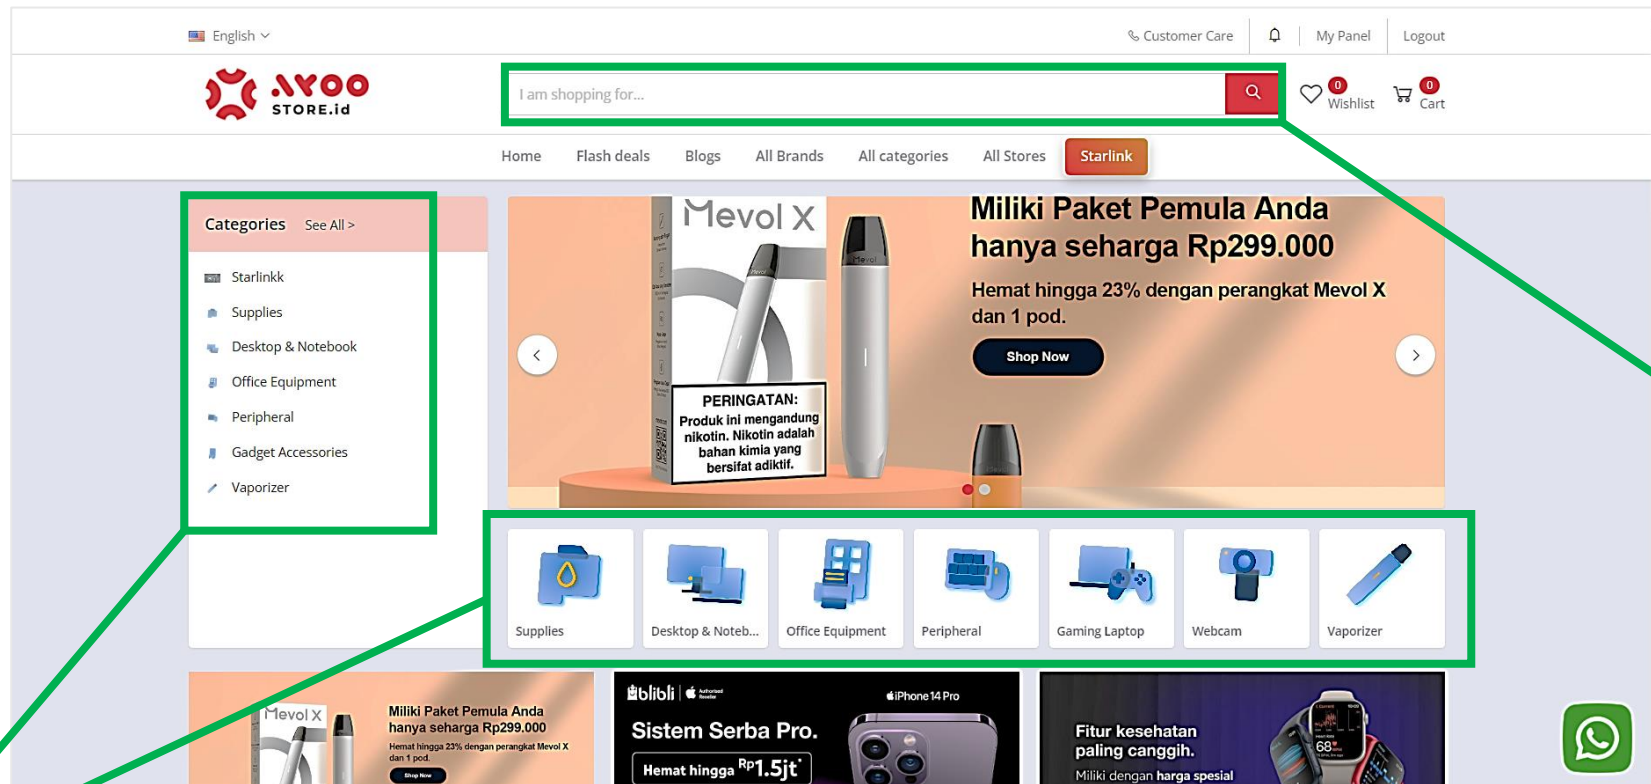 English
Customer Care
My Panel
Logout
AYOO
STORE.id
I am shopping for...
0
Wishlist
0
Cart
Home
Flash deals
Blogs
All Brands
All categories
All Stores
Starlink
Categories
See All >
Starlinkk
Supplies
Desktop & Notebook
Office Equipment
Peripheral
Gadget Accessories
Vaporizer
Mevol X
Mevol
Miliki Paket Pemula Anda
hanya seharga Rp299.000
Hemat hingga 23% dengan perangkat Mevol X
dan 1 pod.
Shop Now
PERINGATAN:
Produk ini mengandung
nikotin. Nikotin adalah
bahan kimia yang
bersifat adiktif.
Supplies
Desktop & Noteb...
Office Equipment
Peripheral
Gaming Laptop
Webcam
Vaporizer
Mevol X
Miliki Paket Pemula Anda
hanya seharga Rp299.000
Hemat hingga 23% dengan perangkat Mevol X
dan 1 pod.
Shop Now
blibli
Authorised
Reseller
iPhone 14 Pro
Sistem Serba Pro.
Hemat hingga Rp1.5jt*
Fitur kesehatan
paling canggih.
Miliki dengan harga spesial
68